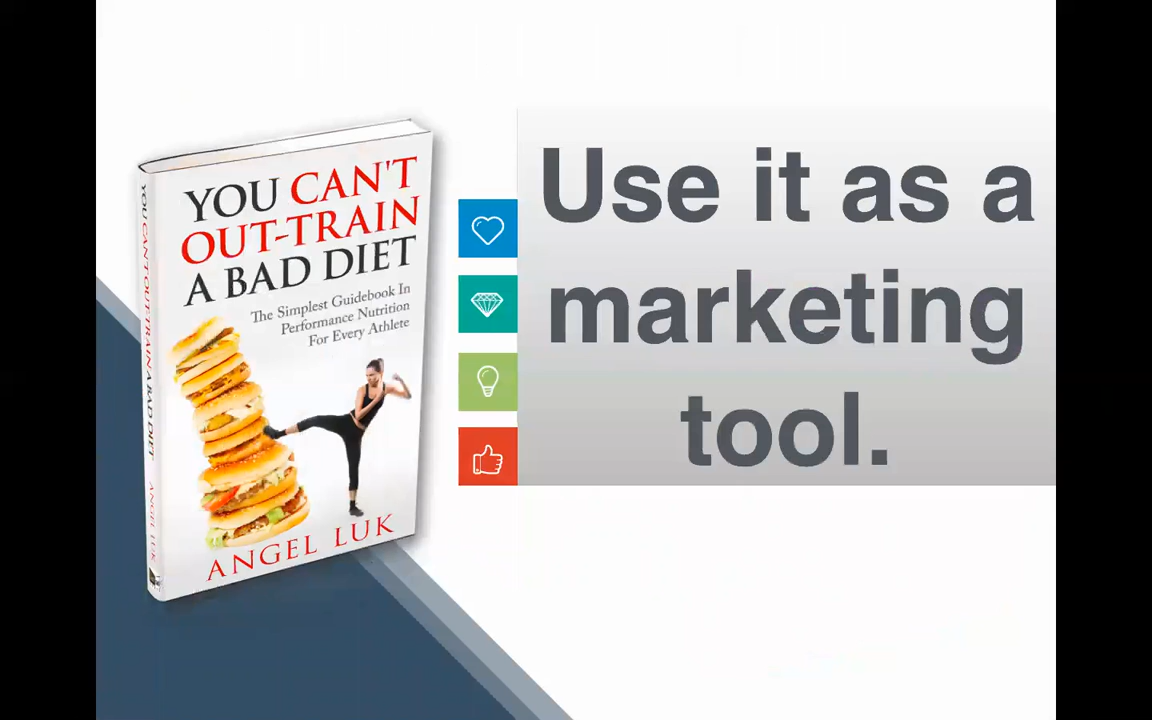 YOU CAN'T
OUT-TRAIN
A BAD DIET
The Simplest Guidebook In
Performance Nutrition
For Every Athlete
ANGEL LUK
YOU CAN'T OUT-TRAIN A BAD DIET ANGEL LUK
Use it as a
marketing
tool.